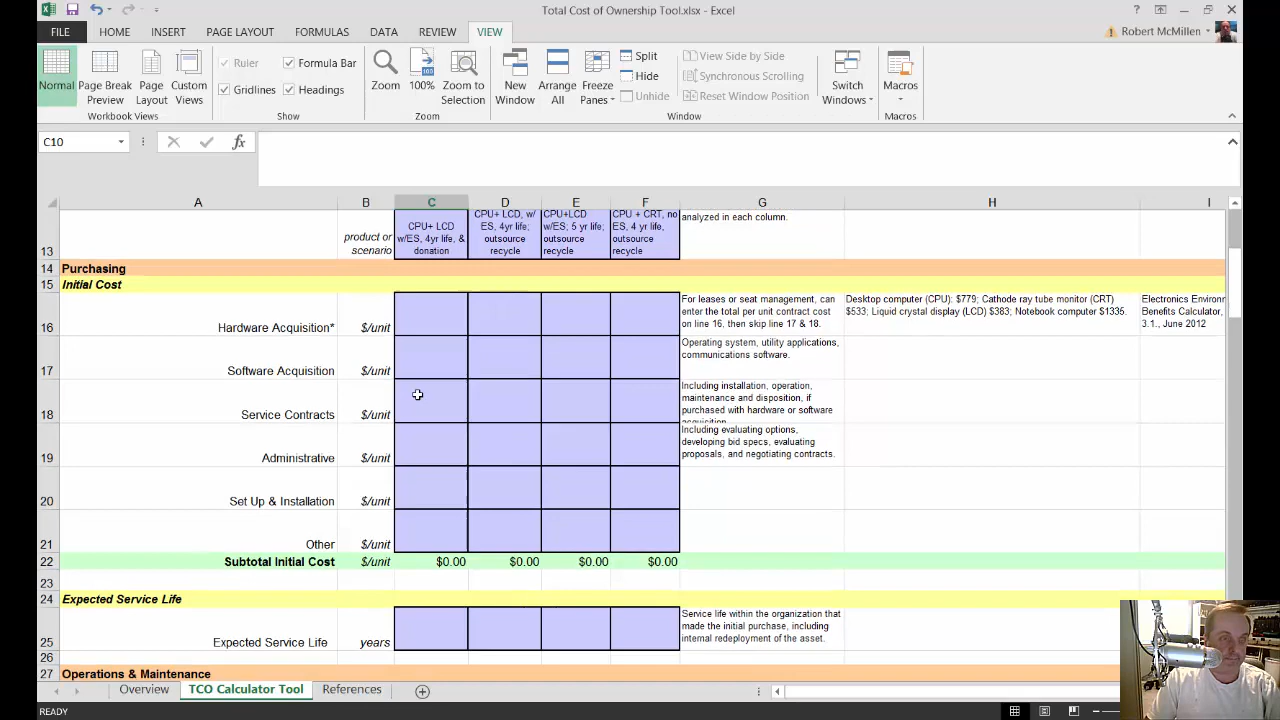 Total Cost of Ownership Tool.xlsx - Excel
?
FILE HOME INSERT PAGE LAYOUT FORMULAS DATA REVIEW VIEW Robert McMillen
Normal
Page Break
Preview
Page
Layout
Custom
Views
Workbook Views
Ruler
Formula Bar
Gridlines
Headings
Show
Zoom
100
100%
Zoom to
Selection
Zoom
New
Window
Arrange
All
Freeze
Panes
Split
Hide
Unhide
View Side by Side
Synchronous Scrolling
Reset Window Position
Window
Switch
Windows
Macros
Macros
C10
fx
A B C D E F G H I
13
product or
scenario
CPU+ LCD
w/ES, 4yr life, &
donation
CPU+ LCD, w/
ES, 4yr life;
outsource
recycle
CPU+LCD
w/ES; 5 yr life;
outsource
recycle
CPU + CRT, no
ES, 4 yr life,
outsource
recycle
analyzed in each column.
14 Purchasing
15 Initial Cost
16 Hardware Acquisition* $/unit
For leases or seat management, can
enter the total per unit contract cost
on line 16, then skip line 17 & 18.
Desktop computer (CPU): $779; Cathode ray tube monitor (CRT)
$533; Liquid crystal display (LCD) $383; Notebook computer $1335.
Electronics Environ
Benefits Calculator,
3.1., June 2012
17 Software Acquisition $/unit
Operating system, utility applications,
communications software.
18 Service Contracts $/unit
Including installation, operation,
maintenance and disposition, if
purchased with hardware or software
acquisition.
19 Administrative $/unit
Including evaluating options,
developing bid specs, evaluating
proposals, and negotiating contracts.
20 Set Up & Installation $/unit
21 Other $/unit
22 Subtotal Initial Cost $/unit $0.00 $0.00 $0.00 $0.00
23
24 Expected Service Life
25 Expected Service Life years
Service life within the organization that
made the initial purchase, including
internal redeployment of the asset.
26
27 Operations & Maintenance
Overview TCO Calculator Tool References
READY